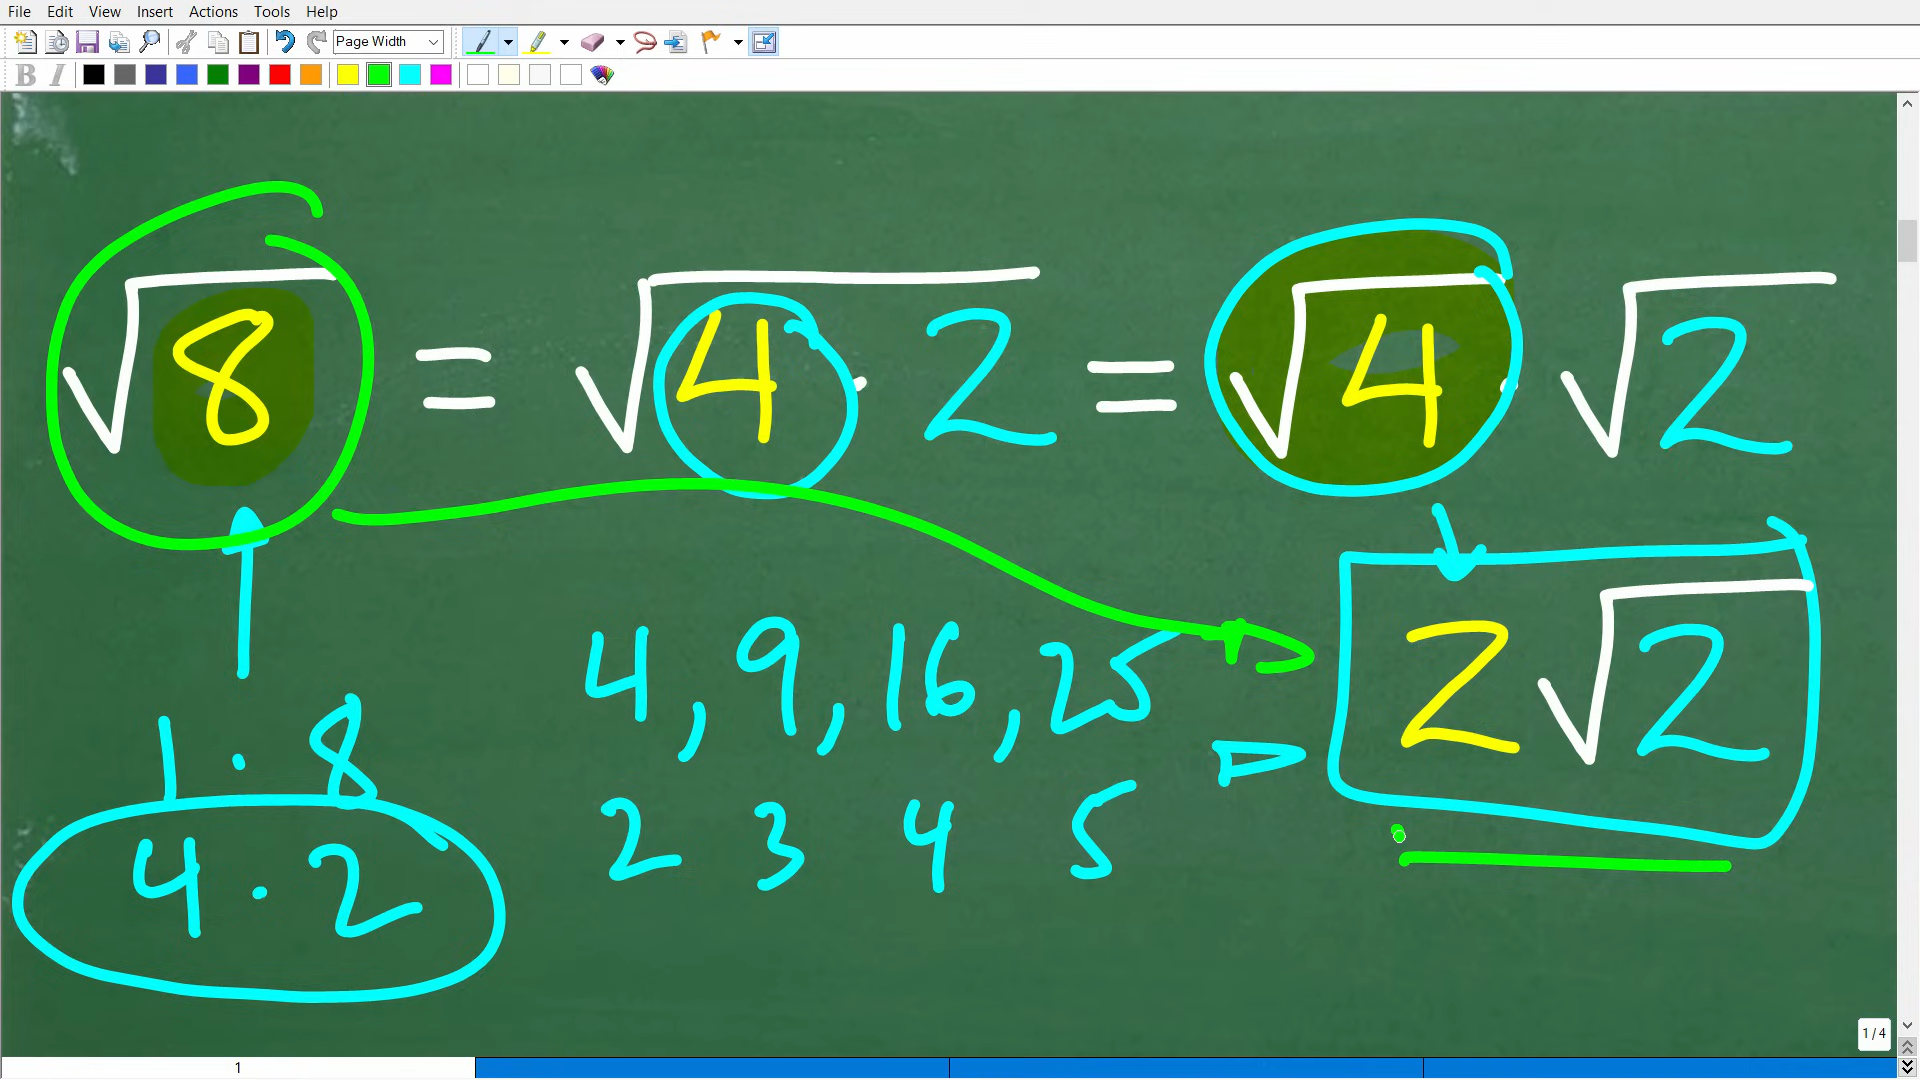 File Edit View Insert Actions Tools Help
Page Width
B I
√8 = √4 · 2 = √4 · √2
2√2
4, 9, 16, 25
2 3 4 5
1 · 8
4 · 2
1 / 4
1